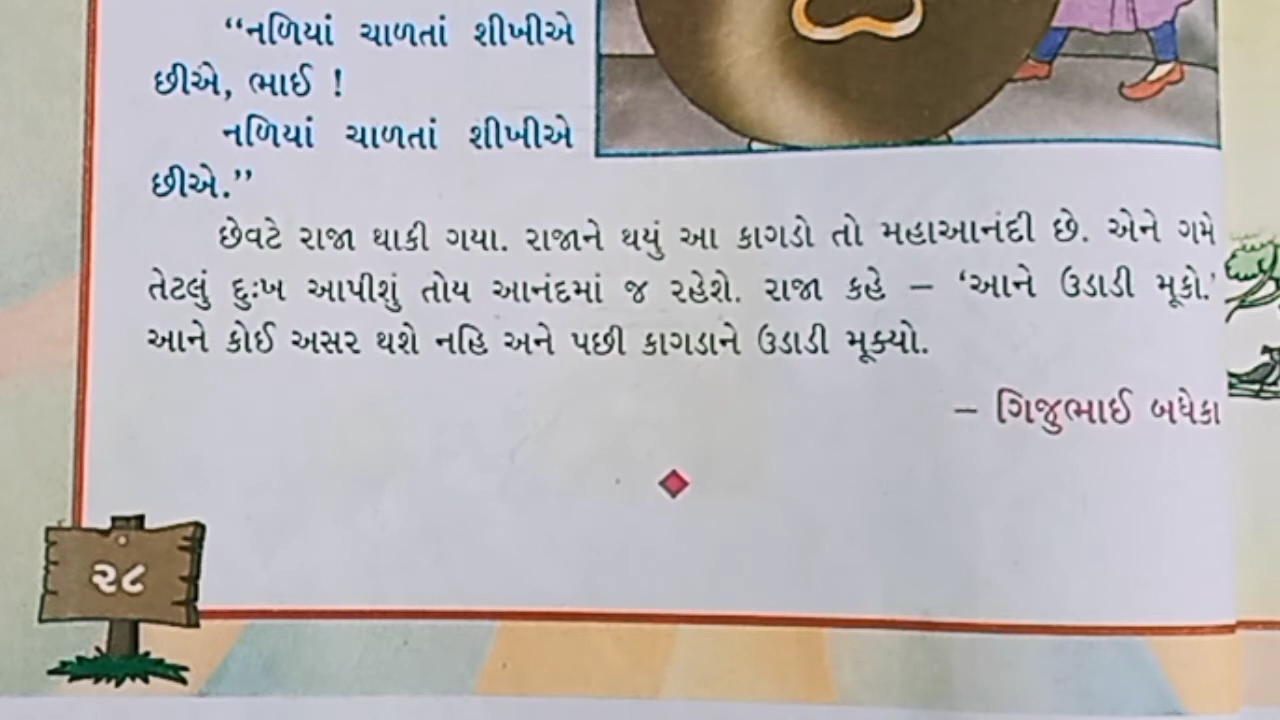 “નળિયાં ચાળતાં શીખીએ
છીએ, ભાઈ !
નળિયાં ચાળતાં શીખીએ
છીએ.”
છેવટે રાજા થાકી ગયા. રાજાને થયું આ કાગડો તો મહાઆનંદી છે. એને ગમે
તેટલું દુઃખ આપીશું તોય આનંદમાં જ રહેશે. રાજા કહે – ‘આને ઉડાડી મૂકો.’
આને કોઈ અસર થશે નહિ અને પછી કાગડાને ઉડાડી મૂક્યો.
– ગિજુભાઈ બધેકા
૨૮